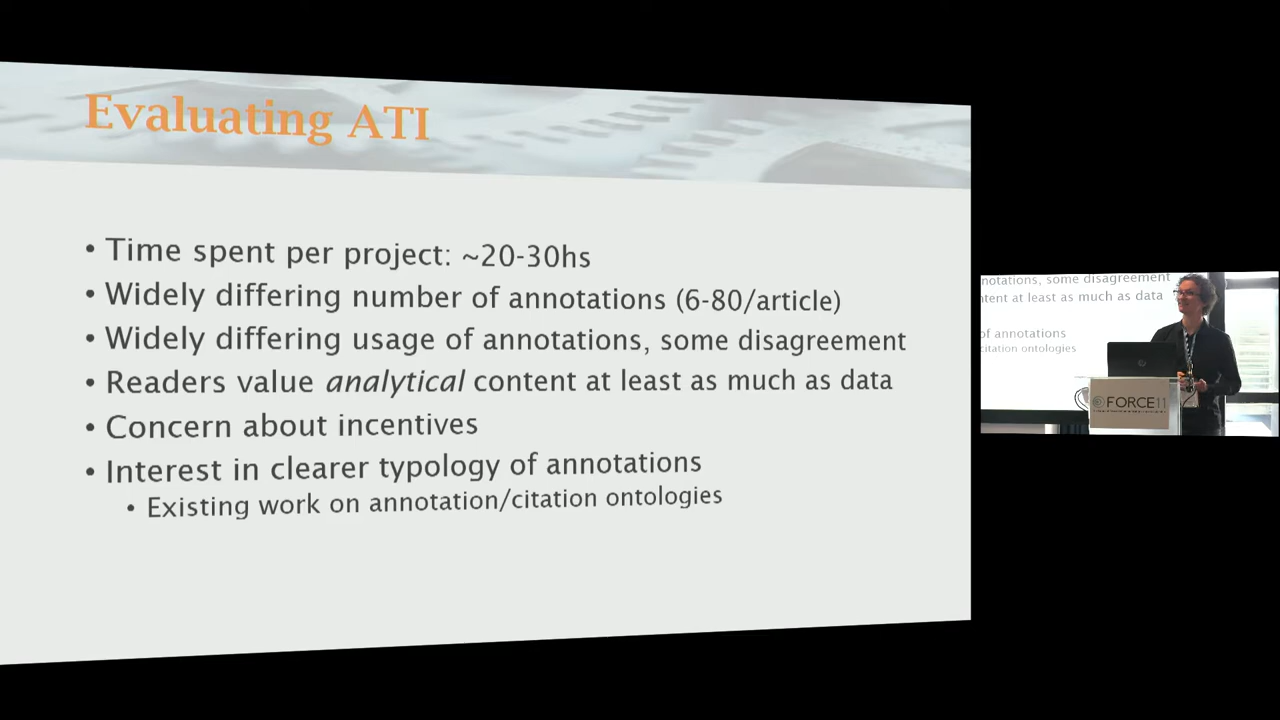 Evaluating ATI
• Time spent per project: ~20-30hs
• Widely differing number of annotations (6-80/article)
• Widely differing usage of annotations, some disagreement
• Readers value analytical content at least as much as data
• Concern about incentives
• Interest in clearer typology of annotations
• Existing work on annotation/citation ontologies
nnotations, some disagreement
ntent at least as much as data
of annotations
citation ontologies
FORCE11